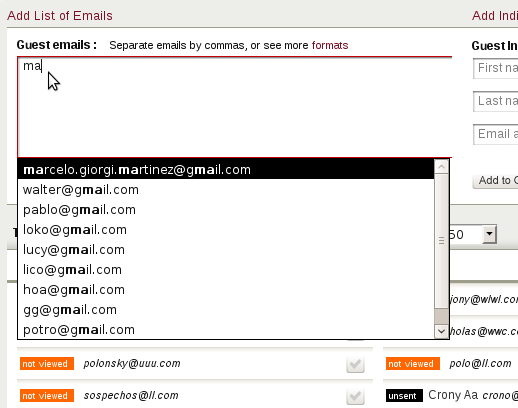 Add List of Emails
Add Indi
Guest emails : Separate emails by commas, or see more formats
Guest In
ma
First na
Last na
Email a
marcelo.giorgi.martinez@gmail.com
Add to C
walter@gmail.com
pablo@gmail.com
loko@gmail.com
50
lucy@gmail.com
lico@gmail.com
hoa@gmail.com
jony@wiwl.con
gg@gmail.com
potro@gmail.com
holas@wwc.c
not viewed polonsky@uuu.com
not viewed polo@ll.com
not viewed sospechos@ll.com
unsent Crony Aa crono@